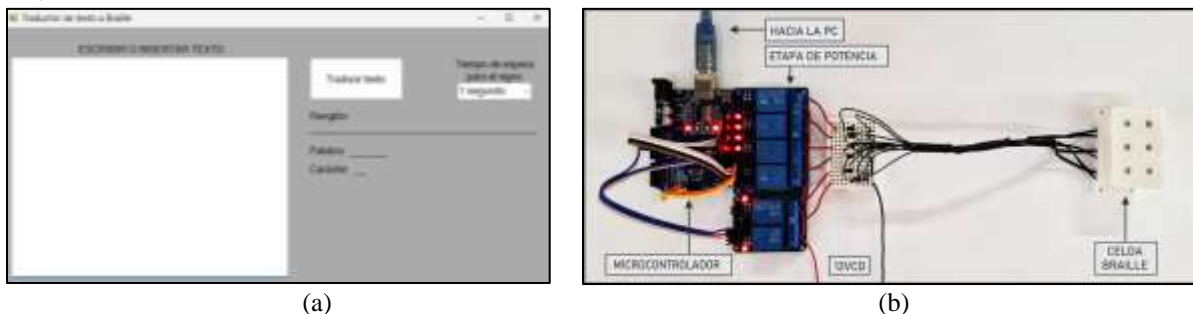 Traductor de texto a Braille
ESCRIBIR O INSERTAR TEXTO
Traducir texto
Tiempo de espera
para el signo
1 segundo
Renglón:
Palabra:
Carácter:
HACIA LA PC
ETAPA DE POTENCIA
MICROCONTROLADOR
12VCD
CELDA
BRAILLE
(a)
(b)